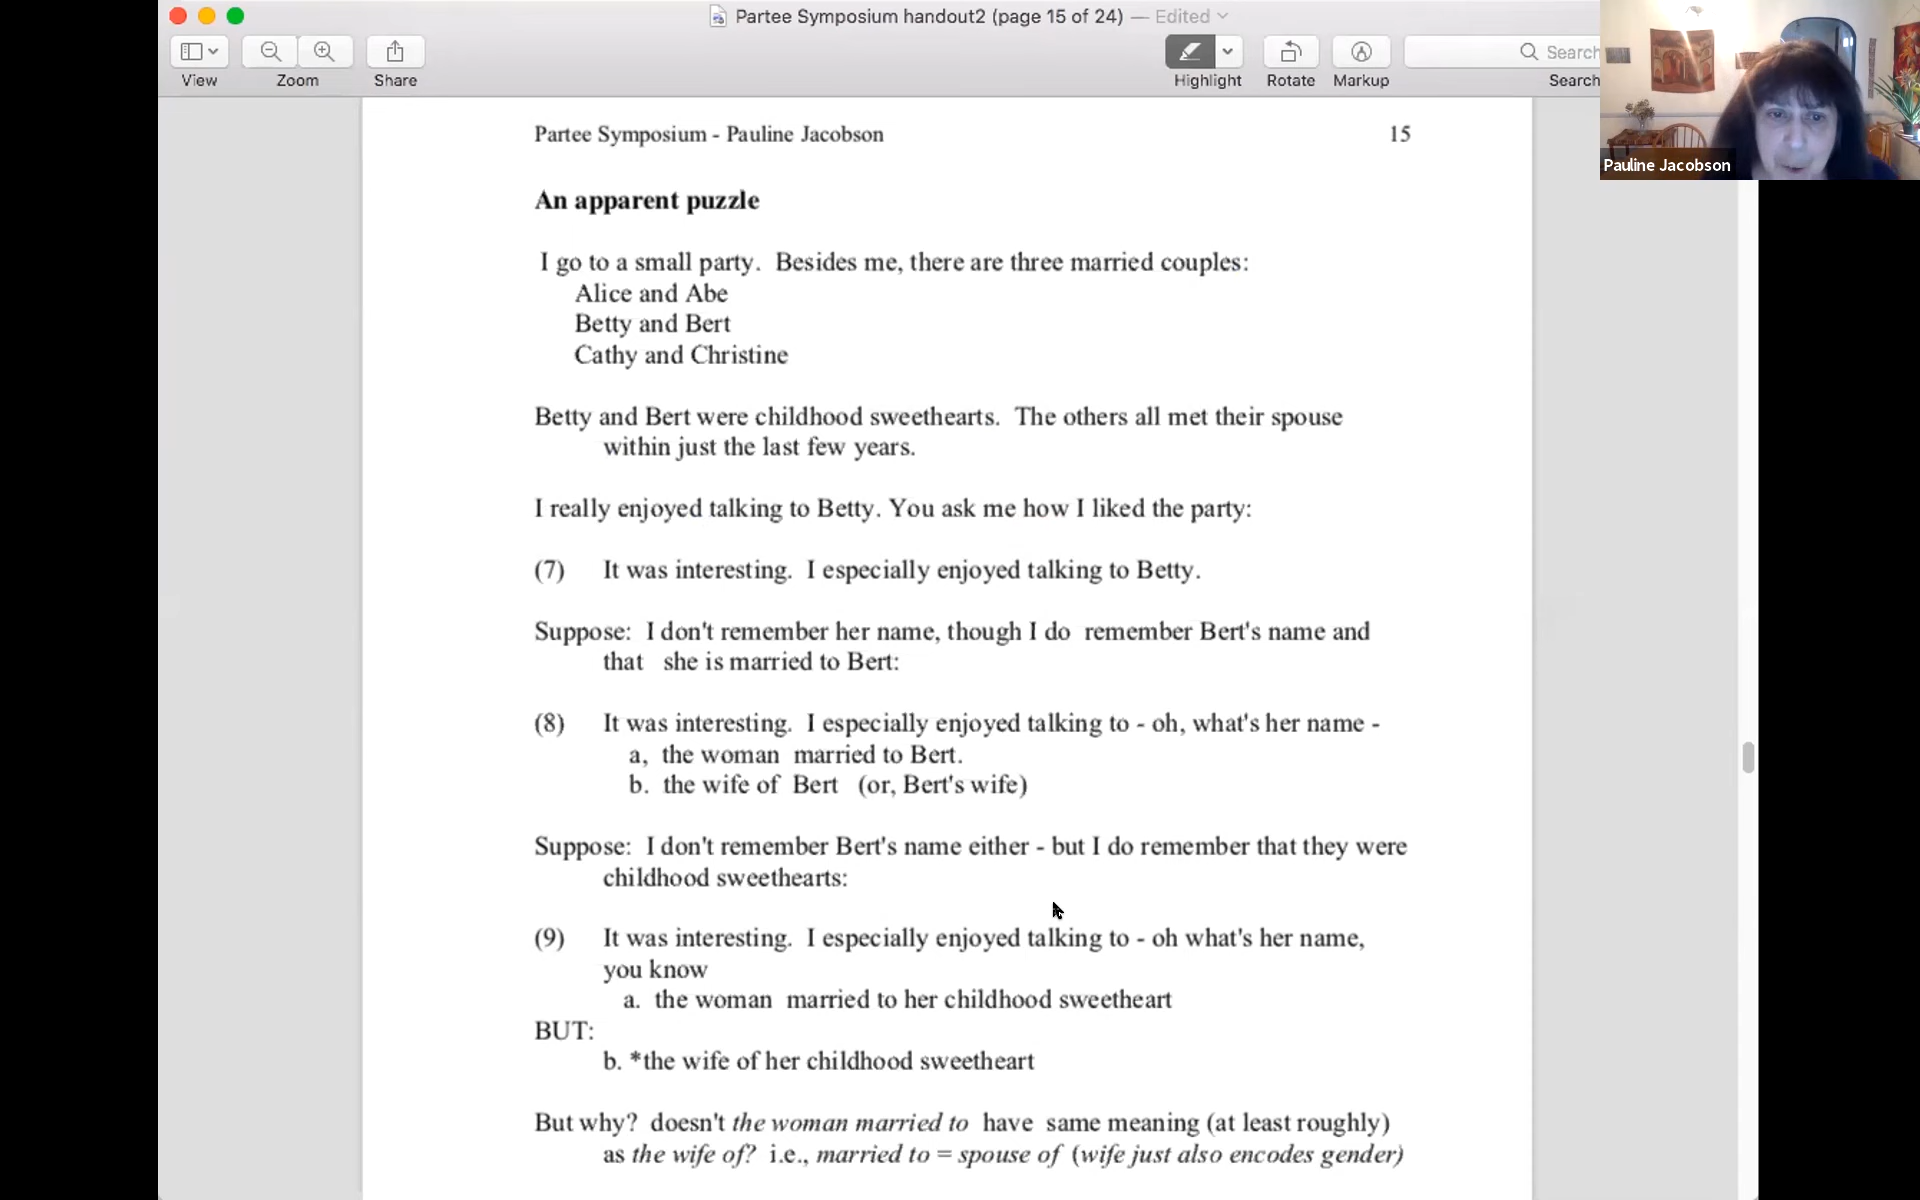 Partee Symposium handout2 (page 15 of 24) — Edited
View
Zoom
Share
Highlight
Rotate
Markup
Search
Search
Pauline Jacobson
Partee Symposium - Pauline Jacobson 15
An apparent puzzle
I go to a small party. Besides me, there are three married couples:
Alice and Abe
Betty and Bert
Cathy and Christine
Betty and Bert were childhood sweethearts. The others all met their spouse
within just the last few years.
I really enjoyed talking to Betty. You ask me how I liked the party:
(7) It was interesting. I especially enjoyed talking to Betty.
Suppose: I don't remember her name, though I do remember Bert's name and
that she is married to Bert:
(8) It was interesting. I especially enjoyed talking to - oh, what's her name -
a, the woman married to Bert.
b. the wife of Bert (or, Bert's wife)
Suppose: I don't remember Bert's name either - but I do remember that they were
childhood sweethearts:
(9) It was interesting. I especially enjoyed talking to - oh what's her name,
you know
a. the woman married to her childhood sweetheart
BUT:
b. *the wife of her childhood sweetheart
But why? doesn't the woman married to have same meaning (at least roughly)
as the wife of? i.e., married to = spouse of (wife just also encodes gender)